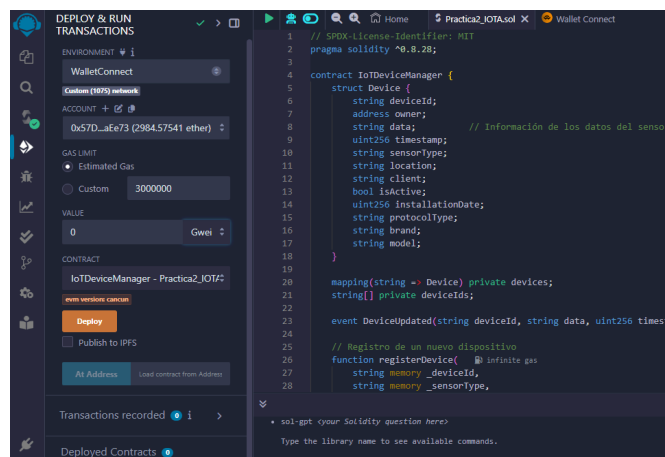 DEPLOY & RUN
TRANSACTIONS
ENVIRONMENT
WalletConnect
Custom (1075) network
ACCOUNT
0x57D...aEe73 (2984.57541 ether)
GAS LIMIT
Estimated Gas
Custom 3000000
VALUE
0 Gwei
CONTRACT
IoTDeviceManager - Practica2_IOTA
evm version: cancun
Deploy
Publish to IPFS
At Address Load contract from Address
Transactions recorded 0 i
Deployed Contracts 0
Home Practica2_IOTA.sol Wallet Connect
1 // SPDX-License-Identifier: MIT
2 pragma solidity ^0.8.28;
3
4 contract IoTDeviceManager {
5 struct Device {
6 string deviceId;
7 address owner;
8 string data; // Información de los datos del senso
9 uint256 timestamp;
10 string sensorType;
11 string location;
12 string client;
13 bool isActive;
14 uint256 installationDate;
15 string protocolType;
16 string brand;
17 string model;
18 }
19
20 mapping(string => Device) private devices;
21 string[] private deviceIds;
22
23 event DeviceUpdated(string deviceId, string data, uint256 times
24
25 // Registro de un nuevo dispositivo
26 function registerDevice( infinite gas
27 string memory _deviceId,
28 string memory _sensorType,
sol-gpt <your Solidity question here>
Type the library name to see available commands.